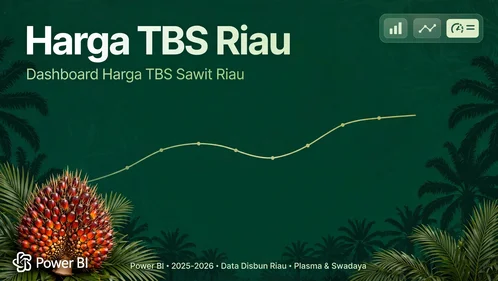 Harga TBS Riau
Dashboard Harga TBS Sawit Riau
Power BI
Power BI • 2025-2026 • Data Disbun Riau • Plasma & Swadaya